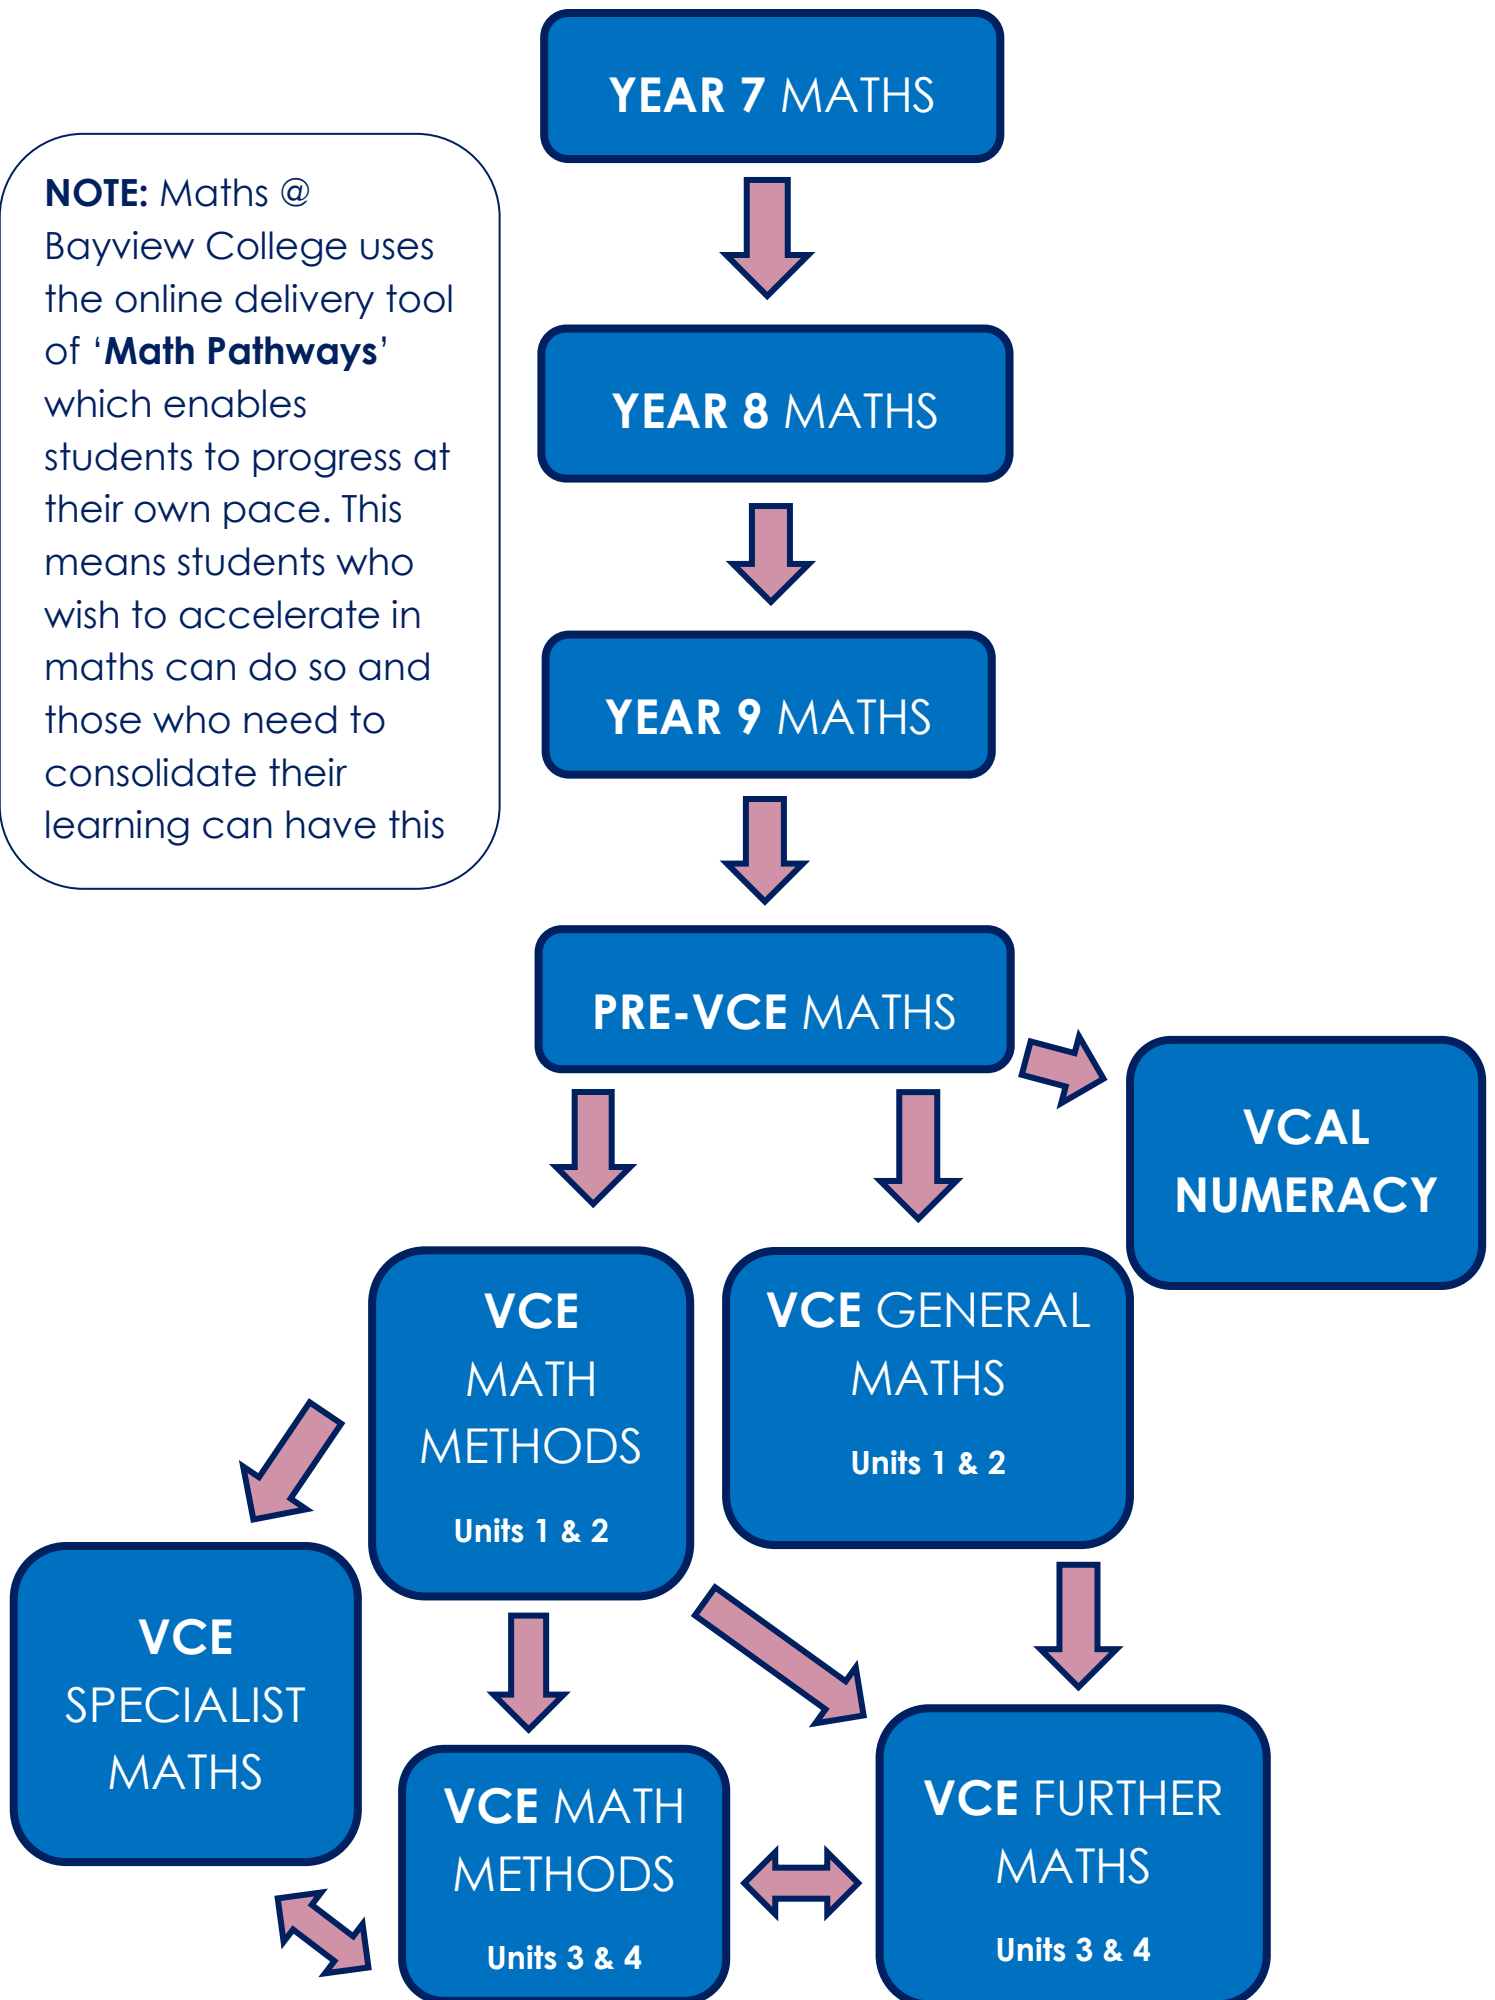 YEAR 7 MATHS
NOTE: Maths @
Bayview College uses
the online delivery tool
of ‘Math Pathways’
which enables
students to progress at
their own pace. This
means students who
wish to accelerate in
maths can do so and
those who need to
consolidate their
learning can have this
YEAR 8 MATHS
YEAR 9 MATHS
PRE-VCE MATHS
VCAL
NUMERACY
VCE
MATH
METHODS
Units 1 & 2
VCE GENERAL
MATHS
Units 1 & 2
VCE
SPECIALIST
MATHS
VCE MATH
METHODS
Units 3 & 4
VCE FURTHER
MATHS
Units 3 & 4